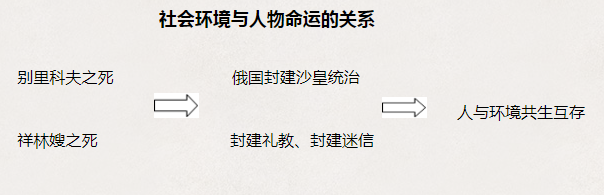 社会环境与人物命运的关系
别里科夫之死
俄国封建沙皇统治
人与环境共生互存
祥林嫂之死
封建礼教、封建迷信